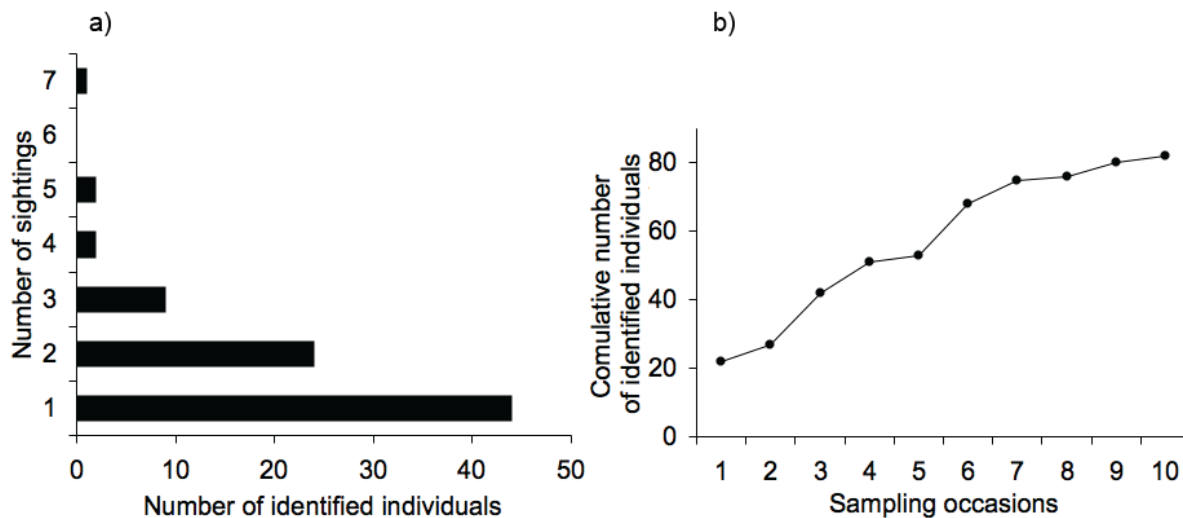 a)
Number of sightings
7
6
5
4
3
2
1
0 10 20 30 40 50
Number of identified individuals
b)
Comulative number
of identified individuals
80
60
40
20
0
1 2 3 4 5 6 7 8 9 10
Sampling occasions